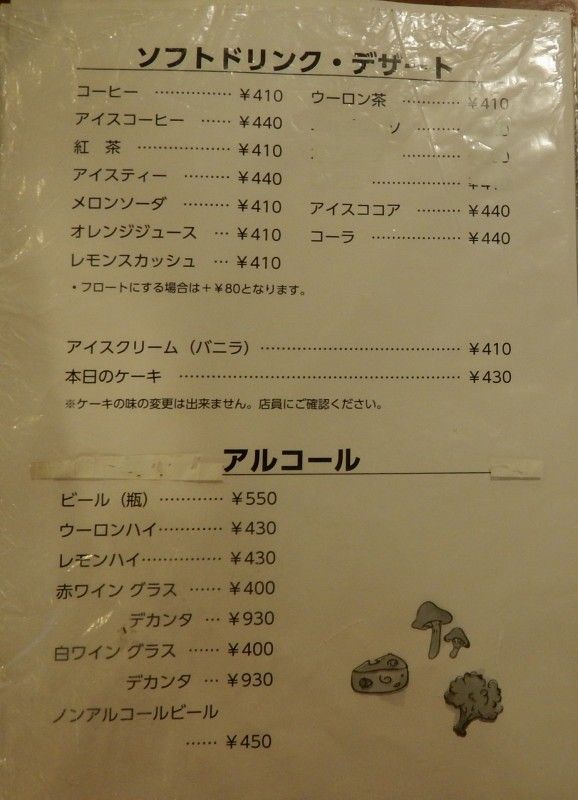 ソフトドリンク・デザート
コーヒー …………… ￥410
アイスコーヒー …… ￥440
紅　茶 ……………… ￥410
アイスティー ……… ￥440
メロンソーダ ……… ￥410
オレンジジュース … ￥410
レモンスカッシュ … ￥410
・フロートにする場合は＋￥80となります。
ウーロン茶 ………… ￥410
アイスココア ……… ￥440
コーラ ……………… ￥440
アイスクリーム（バニラ）………………………………… ￥410
本日のケーキ ……………………………………………… ￥430
※ケーキの味の変更は出来ません。店員にご確認ください。
アルコール
ビール（瓶）………… ￥550
ウーロンハイ………… ￥430
レモンハイ…………… ￥430
赤ワイン グラス …… ￥400
デカンタ … ￥930
白ワイン グラス …… ￥400
デカンタ … ￥930
ノンアルコールビール
…… ￥450